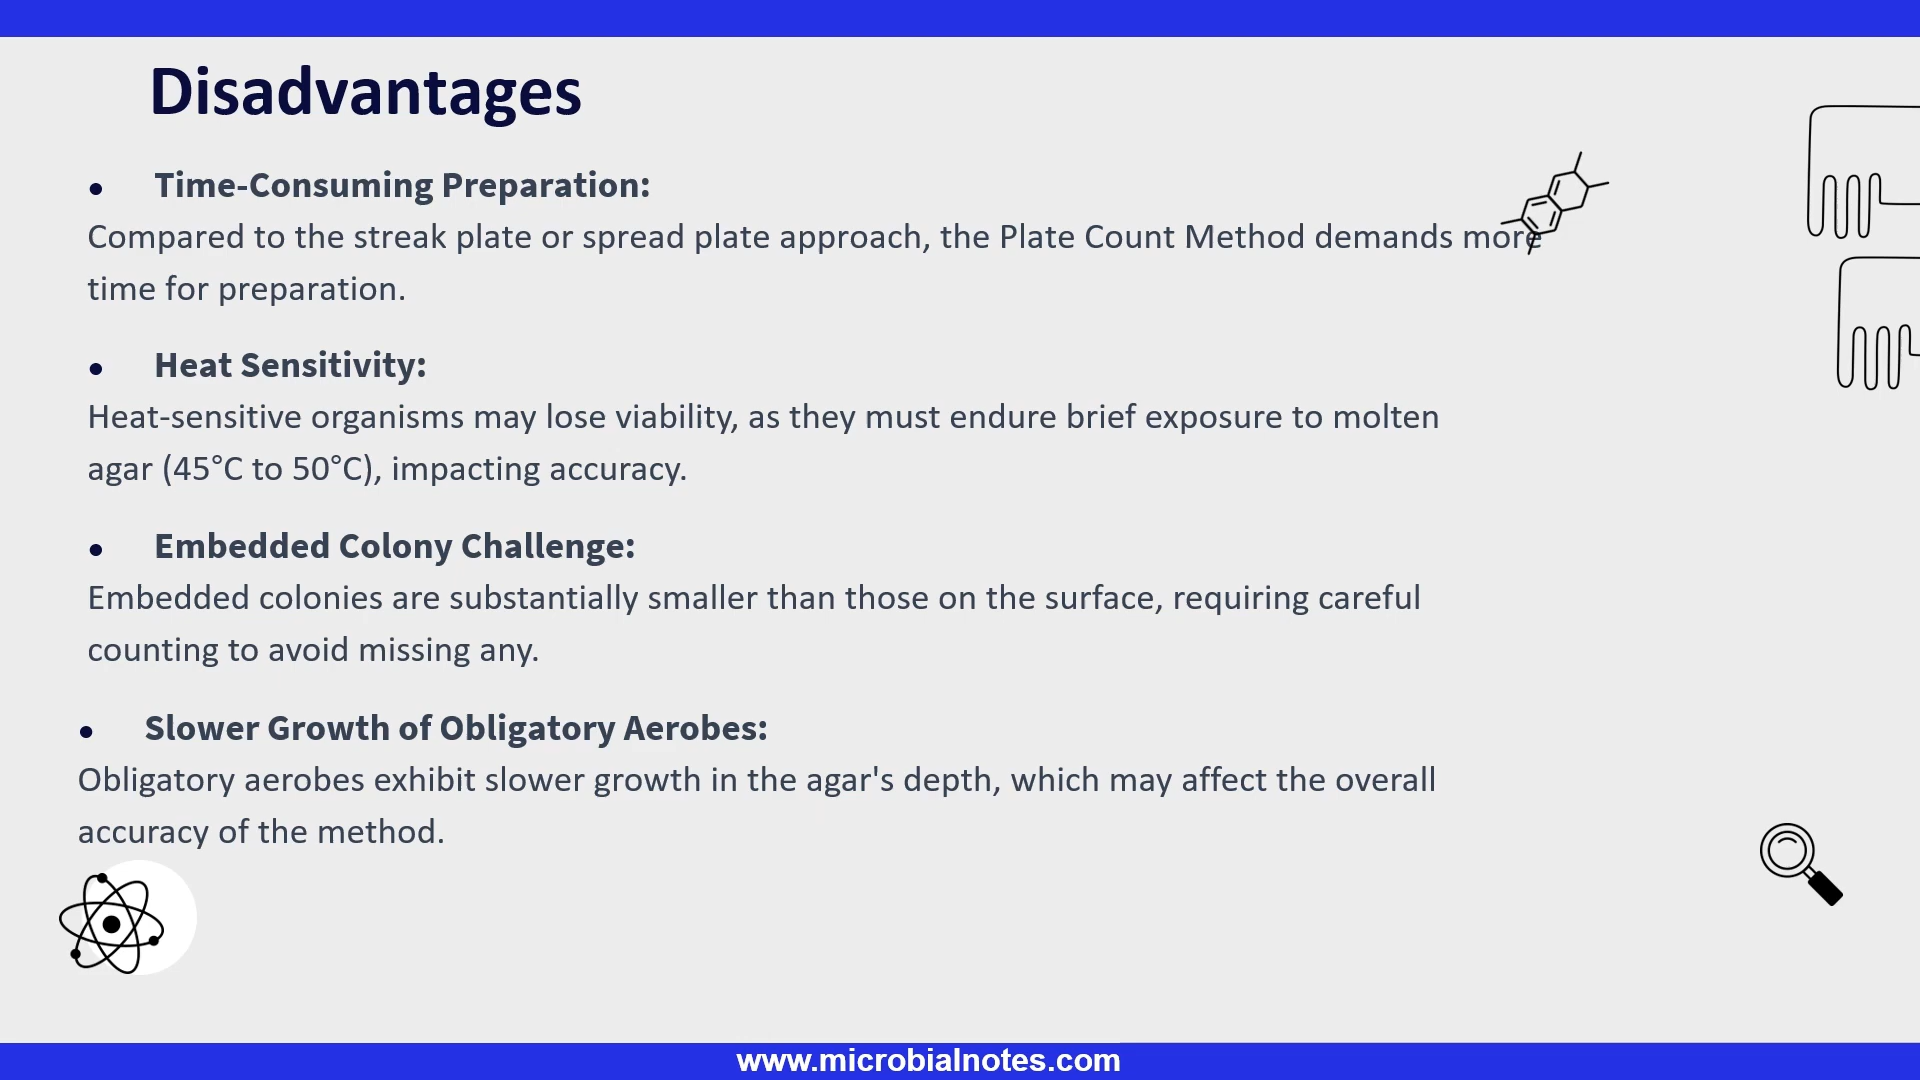 Disadvantages
• Time-Consuming Preparation:
Compared to the streak plate or spread plate approach, the Plate Count Method demands more
time for preparation.
• Heat Sensitivity:
Heat-sensitive organisms may lose viability, as they must endure brief exposure to molten
agar (45°C to 50°C), impacting accuracy.
• Embedded Colony Challenge:
Embedded colonies are substantially smaller than those on the surface, requiring careful
counting to avoid missing any.
• Slower Growth of Obligatory Aerobes:
Obligatory aerobes exhibit slower growth in the agar's depth, which may affect the overall
accuracy of the method.
www.microbialnotes.com